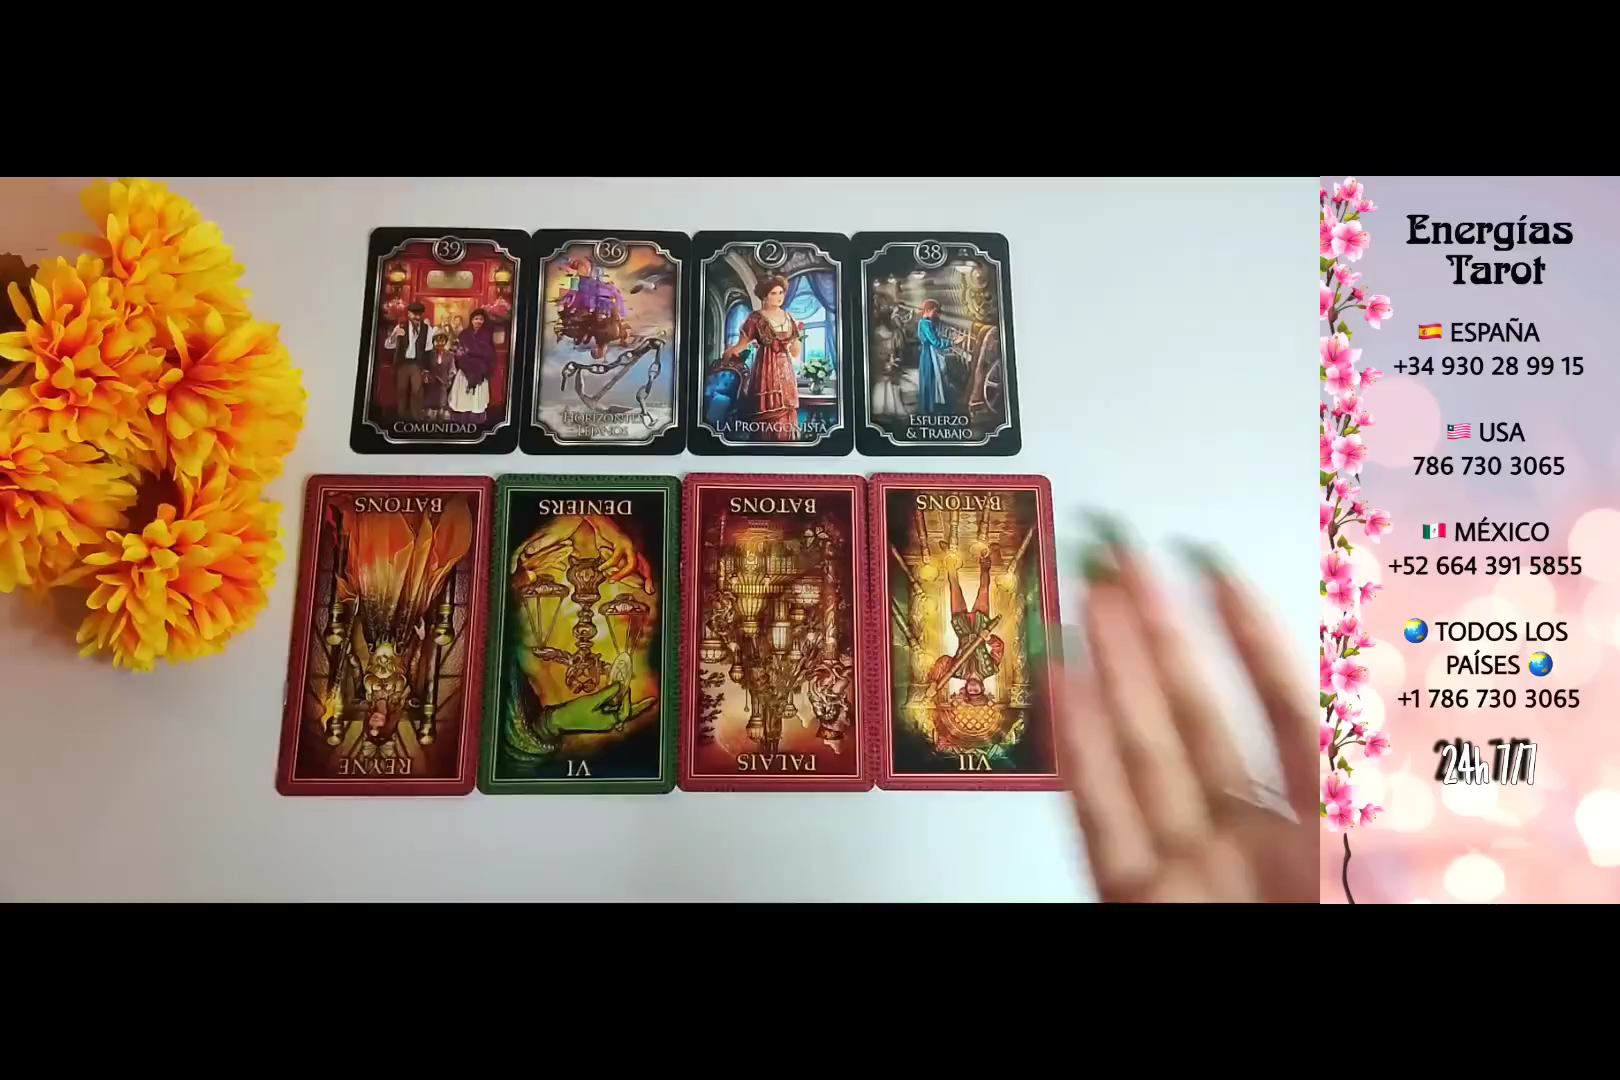 39
COMUNIDAD
36
HORIZONTES
LEJANOS
2
LA PROTAGONISTA
38
ESFUERZO
& TRABAJO
BATONS
REYNE
DENIERS
VI
BATONS
PALAIS
BATONS
VII
Energías
Tarot
ESPAÑA
+34 930 28 99 15
USA
786 730 3065
MÉXICO
+52 664 391 5855
TODOS LOS
PAÍSES
+1 786 730 3065
24h 7/7